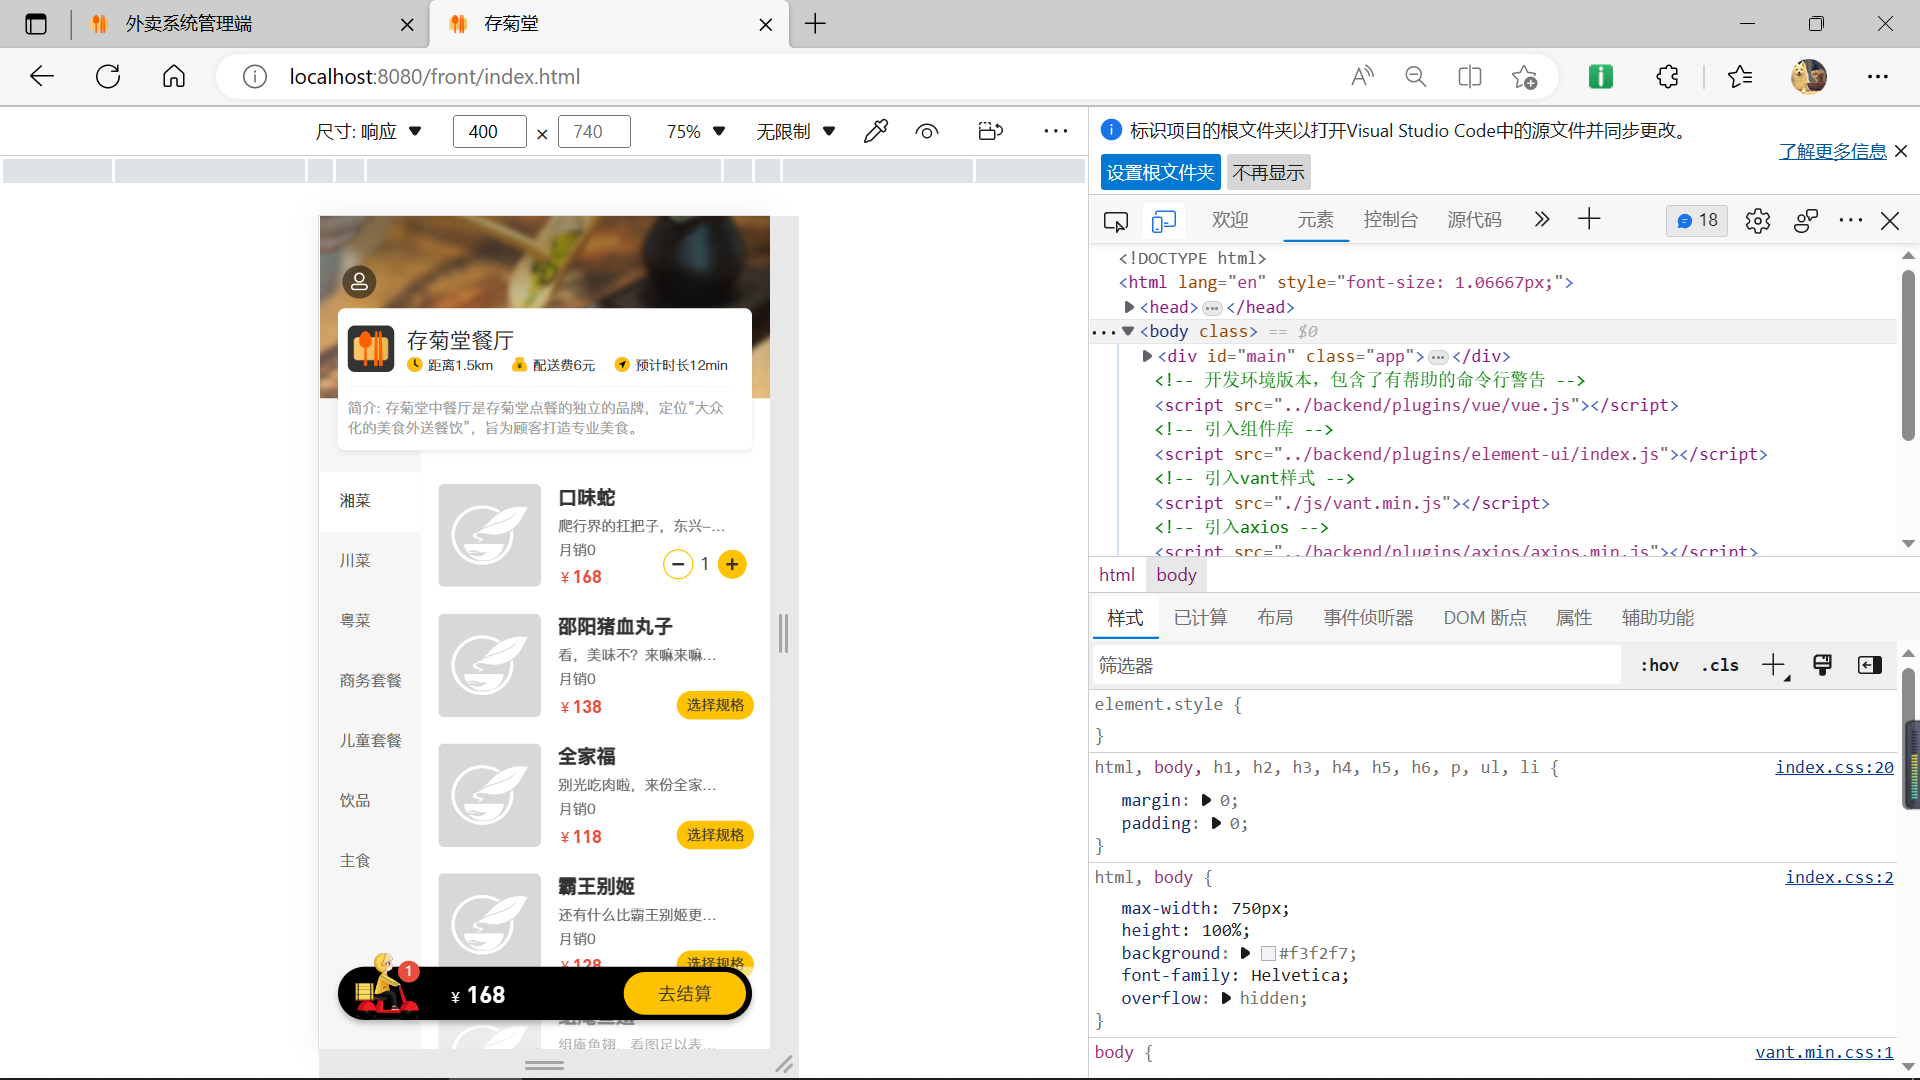 外卖系统管理端
存菊堂
localhost:8080/front/index.html
尺寸: 响应
400 × 740
75%
无限制
标识项目的根文件夹以打开Visual Studio Code中的源文件并同步更改。
了解更多信息
设置根文件夹
不再显示
欢迎
元素
控制台
源代码
18
<!DOCTYPE html>
<html lang="en" style="font-size: 1.06667px;">
<head> ··· </head>
<body class> == $0
<div id="main" class="app"> ··· </div>
<!-- 开发环境版本，包含了有帮助的命令行警告 -->
<script src="../backend/plugins/vue/vue.js"></script>
<!-- 引入组件库 -->
<script src="../backend/plugins/element-ui/index.js"></script>
<!-- 引入vant样式 -->
<script src="./js/vant.min.js"></script>
<!-- 引入axios -->
<script src="../backend/plugins/axios/axios.min.js"></script>
html
body
样式
已计算
布局
事件侦听器
DOM 断点
属性
辅助功能
筛选器
:hov
.cls
element.style {
}
html, body, h1, h2, h3, h4, h5, h6, p, ul, li {
index.css:20
margin: 0;
padding: 0;
}
html, body {
index.css:2
max-width: 750px;
height: 100%;
background: #f3f2f7;
font-family: Helvetica;
overflow: hidden;
}
body {
vant.min.css:1
存菊堂餐厅
距离1.5km
配送费6元
预计时长12min
简介: 存菊堂中餐厅是存菊堂点餐的独立的品牌，定位“大众
化的美食外送餐饮”，旨为顾客打造专业美食。
湘菜
川菜
粤菜
商务套餐
儿童套餐
饮品
主食
口味蛇
爬行界的扛把子，东兴–...
月销0
¥168
1
邵阳猪血丸子
看，美味不？来嘛来嘛...
月销0
¥138
选择规格
全家福
别光吃肉啦，来份全家...
月销0
¥118
选择规格
霸王别姬
还有什么比霸王别姬更...
月销0
¥128
选择规格
组庵鱼翅，看图足以表...
1
¥ 168
去结算